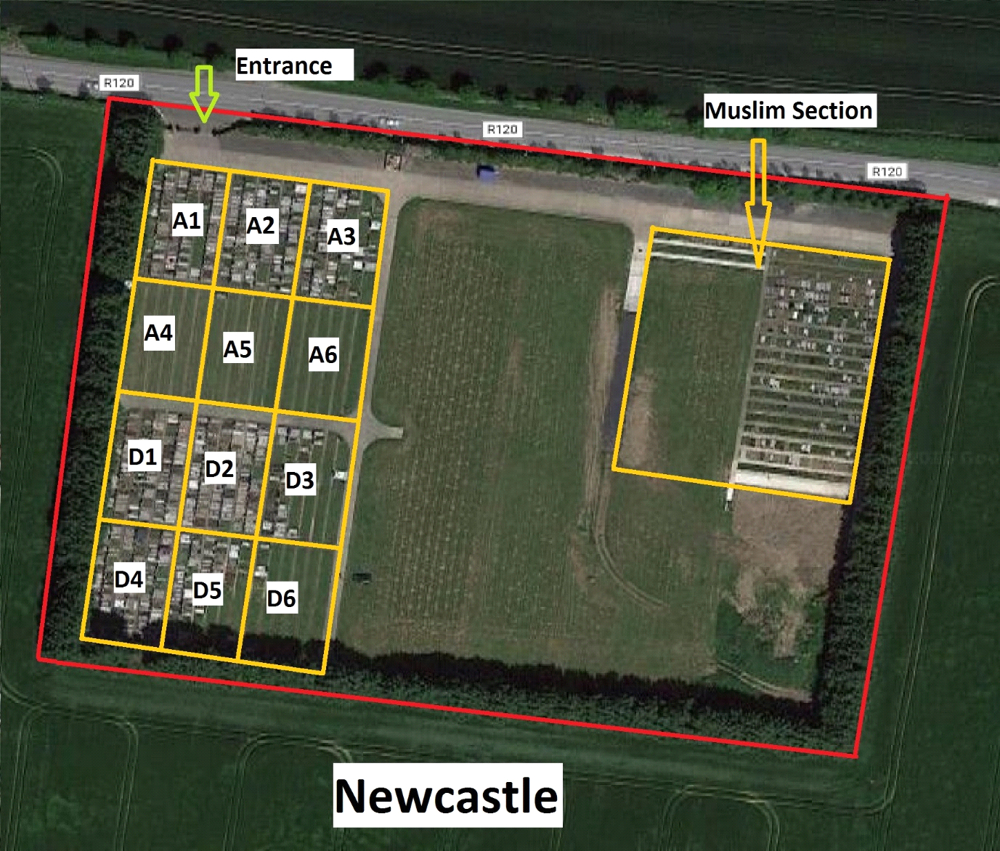 Entrance
R120
Muslim Section
R120
R120
A1
A2
A3
A4
A5
A6
D1
D2
D3
D4
D5
D6
Newcastle